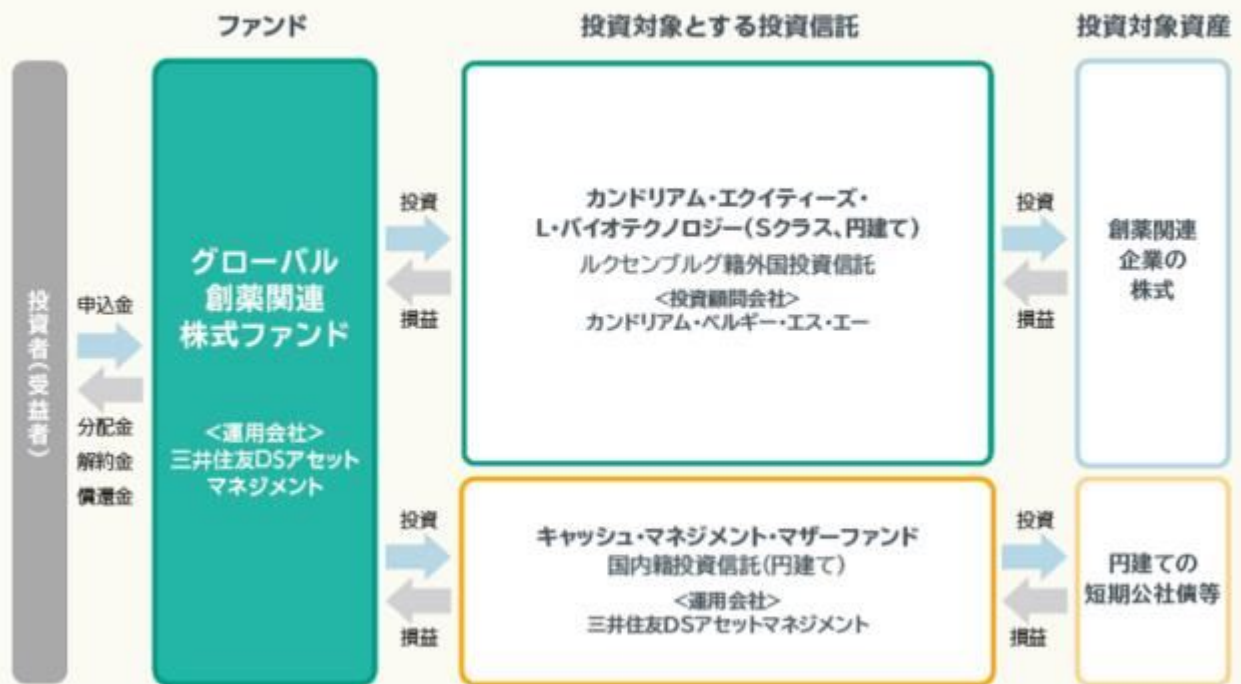 ファンド
投資対象とする投資信託
投資対象資産
投資者(受益者)
申込金
分配金
解約金
償還金
グローバル
創薬関連
株式ファンド
<運用会社>
三井住友DSアセット
マネジメント
投資
損益
カンドリアム・エクイティーズ・
L・バイオテクノロジー(Sクラス、円建て)
ルクセンブルグ籍外国投資信託
<投資顧問会社>
カンドリアム・ベルギー・エス・エー
投資
損益
創薬関連
企業の
株式
投資
損益
キャッシュ・マネジメント・マザーファンド
国内籍投資信託(円建て)
<運用会社>
三井住友DSアセットマネジメント
投資
損益
円建ての
短期公社債等